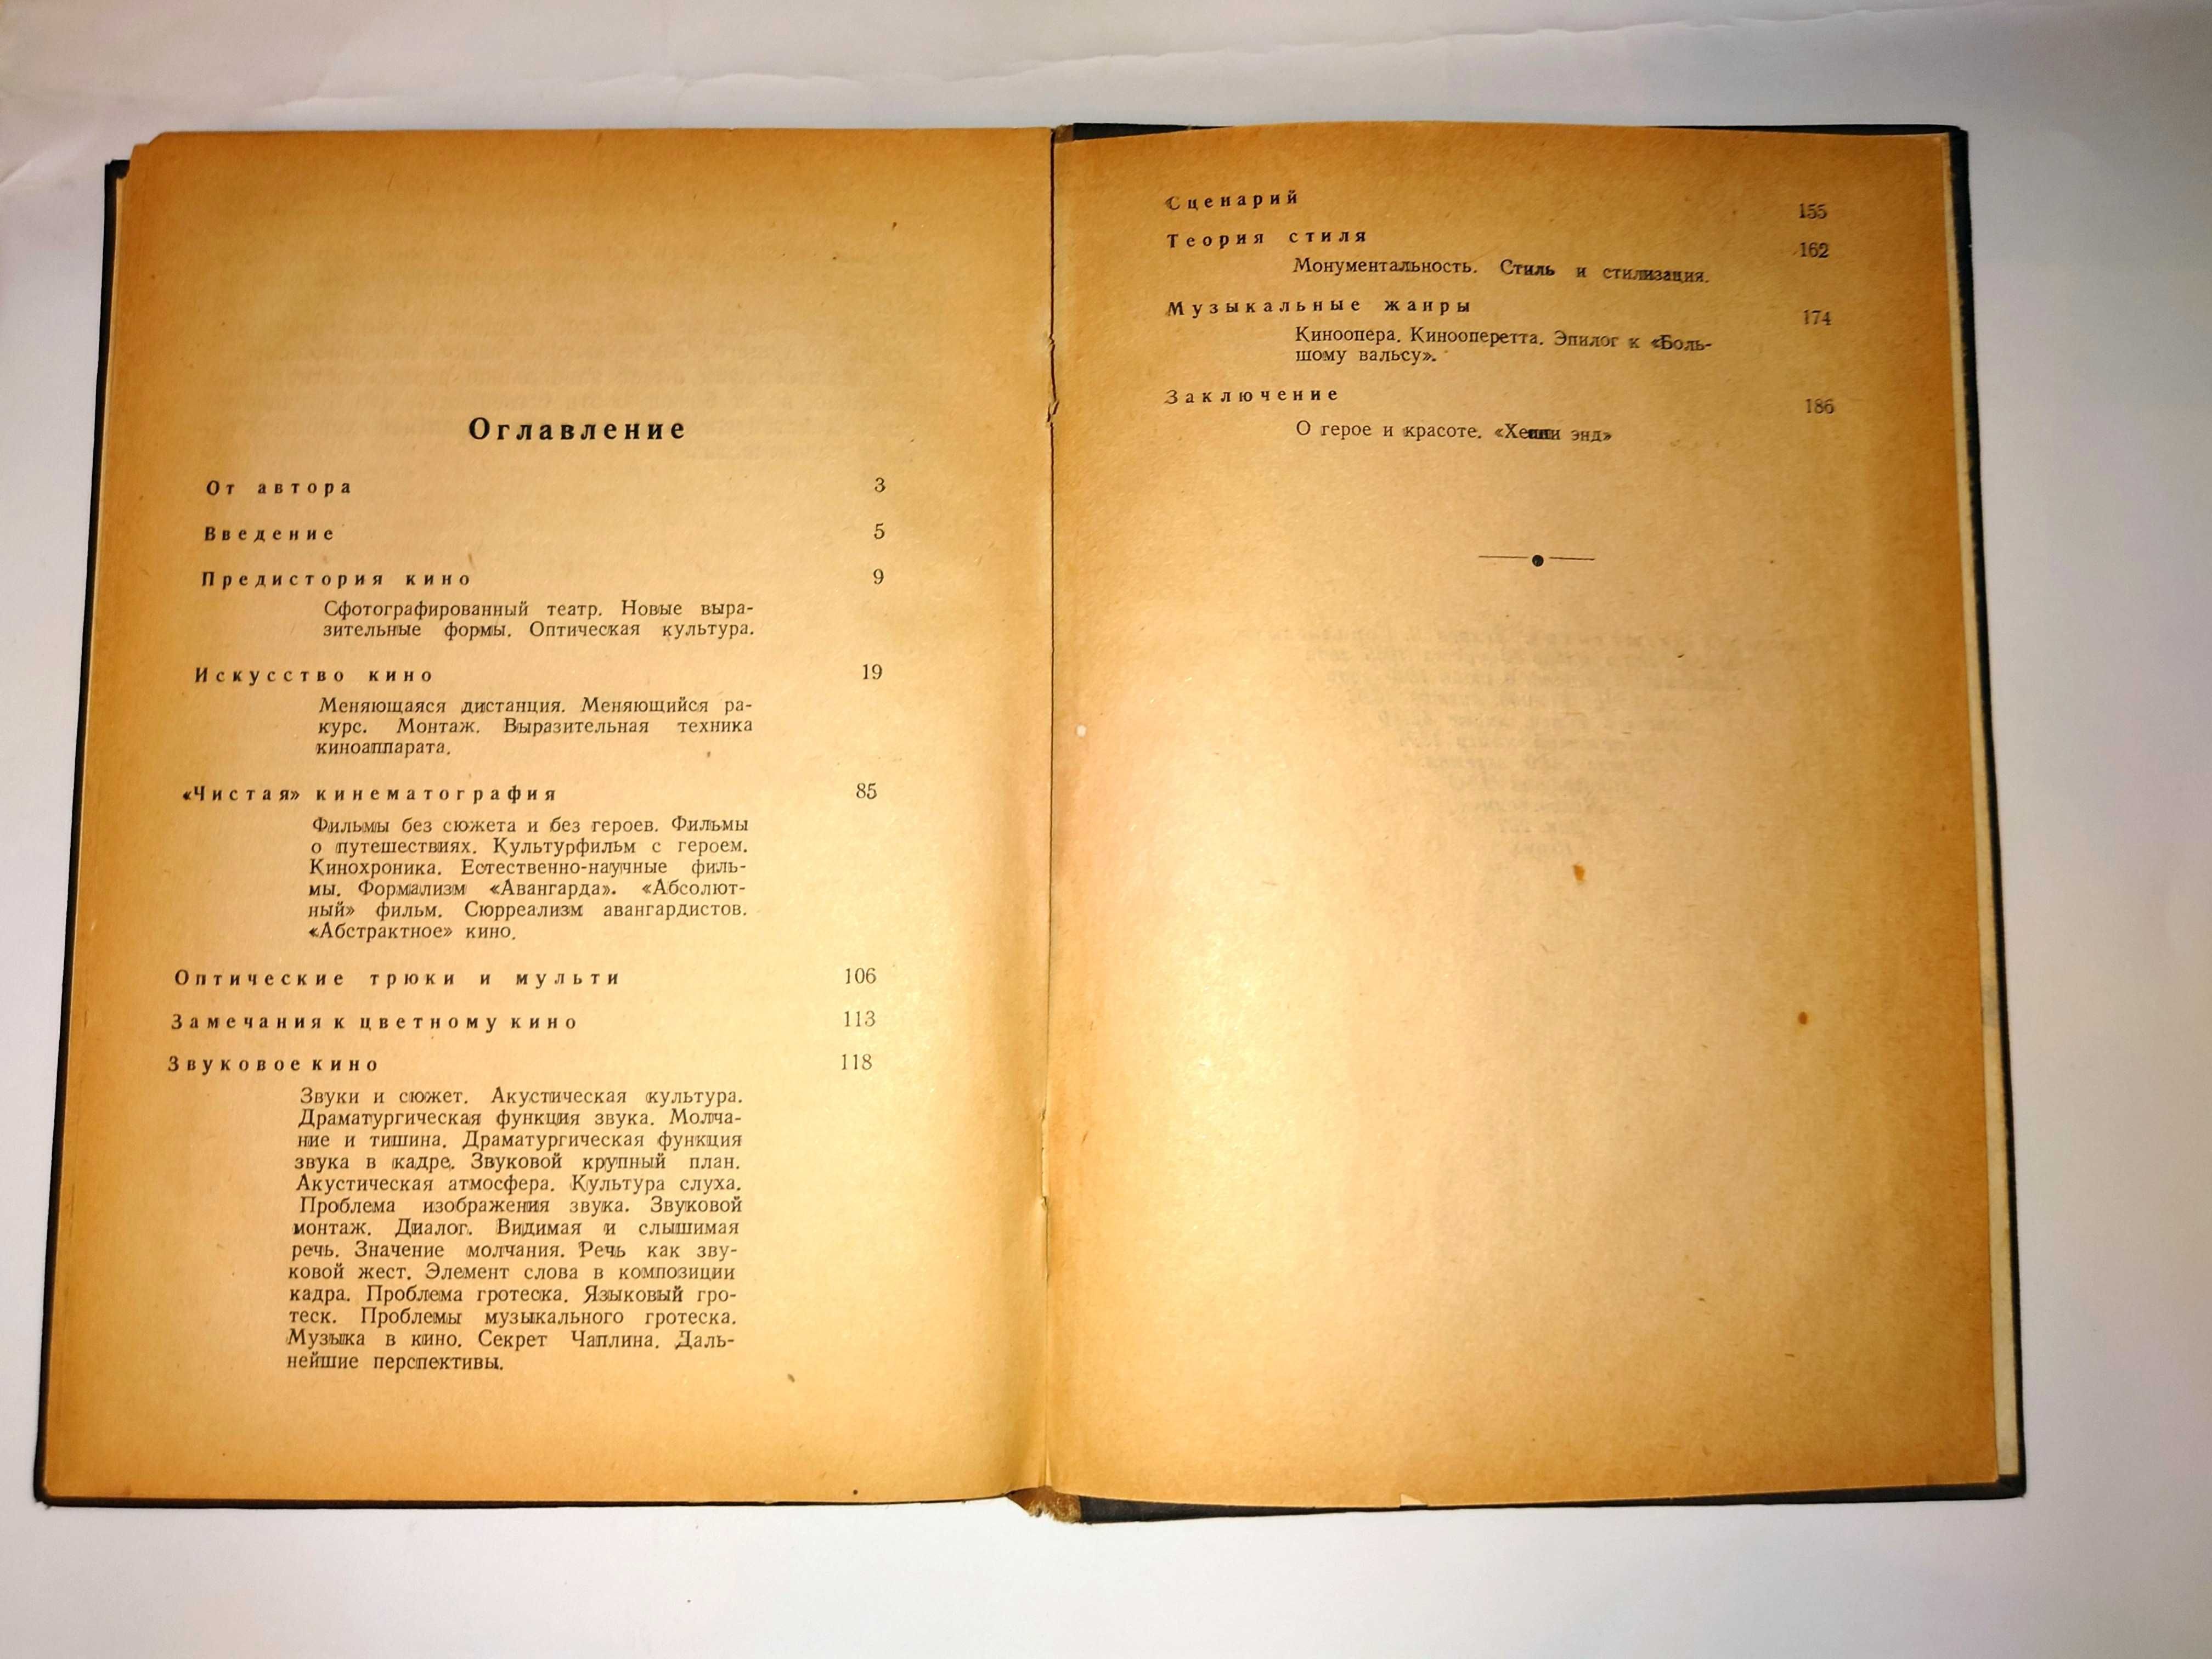 Оглавление
От автора 3
Введение 5
Предистория кино 9
Сфотографированный театр. Новые выра-
зительные формы. Оптическая культура.
Искусство кино 19
Меняющаяся дистанция. Меняющийся ра-
курс. Монтаж. Выразительная техника
киноаппарата.
«Чистая» кинематография 85
Фильмы без сюжета и без героев. Фильмы
о путешествиях. Культурфильм с героем.
Кинохроника. Естественно-научные филь-
мы. Формализм «Авангарда». «Абсолют-
ный» фильм. Сюрреализм авангардистов.
«Абстрактное» кино.
Оптические трюки и мульти 106
Замечания к цветному кино 113
Звуковое кино 118
Звуки и сюжет. Акустическая культура.
Драматургическая функция звука. Молча-
ние и тишина. Драматургическая функция
звука в кадре. Звуковой крупный план.
Акустическая атмосфера. Культура слуха.
Проблема изображения звука. Звуковой
монтаж. Диалог. Видимая и слышимая
речь. Значение молчания. Речь как зву-
ковой жест. Элемент слова в композиции
кадра. Проблема гротеска. Языковый гро-
теск. Проблемы музыкального гротеска.
Музыка в кино. Секрет Чаплина. Даль-
нейшие перспективы.
Сценарий 155
Теория стиля 162
Монументальность. Стиль и стилизация.
Музыкальные жанры 174
Киноопера. Кинооперетта. Эпилог к «Боль-
шому вальсу».
Заключение 186
О герое и красоте. «Хеппи энд»